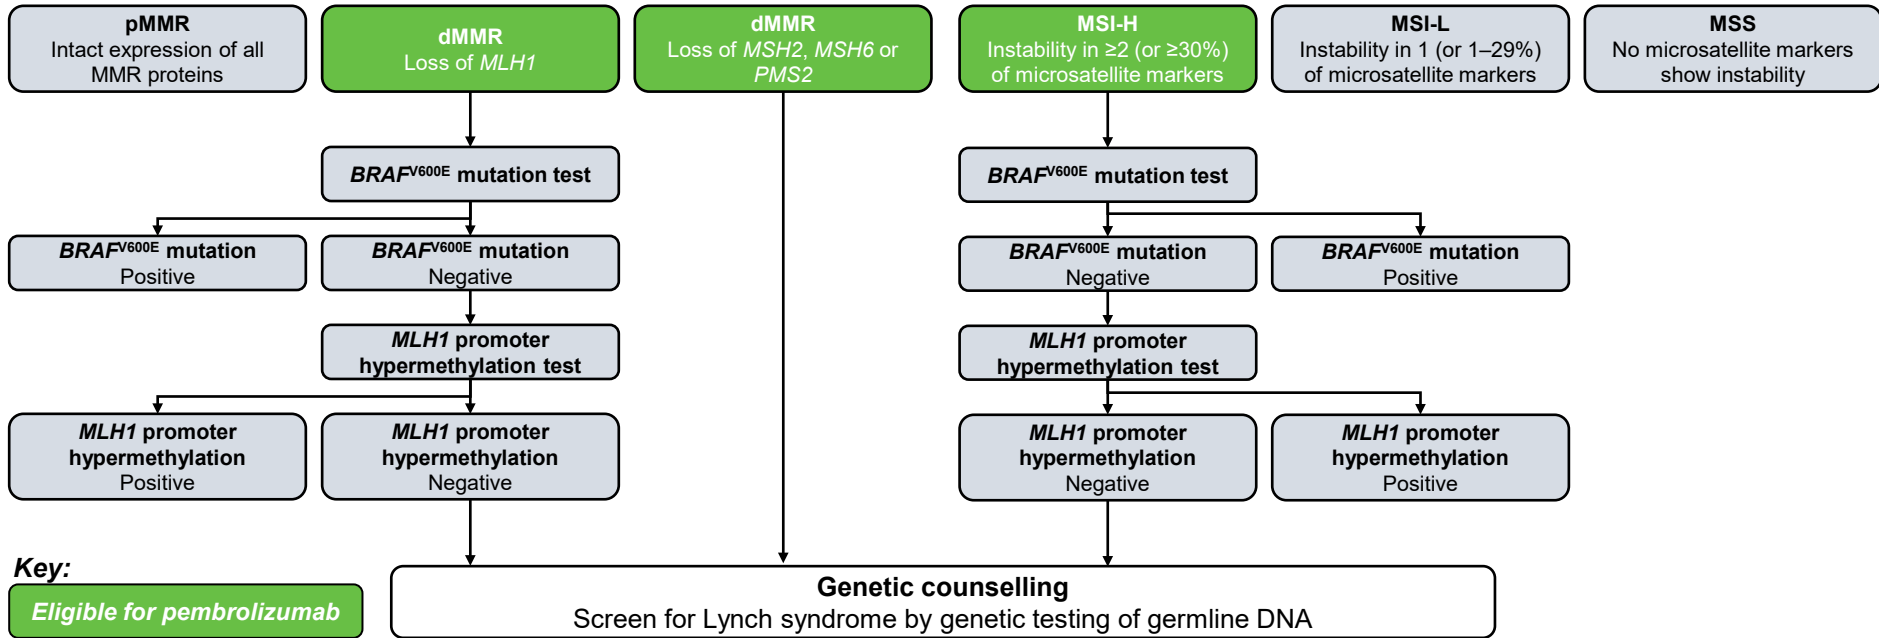 pMMR
Intact expression of all
MMR proteins
dMMR
Loss of MLH1
dMMR
Loss of MSH2, MSH6 or
PMS2
MSI-H
Instability in ≥2 (or ≥30%)
of microsatellite markers
MSI-L
Instability in 1 (or 1–29%)
of microsatellite markers
MSS
No microsatellite markers
show instability
BRAFV600E mutation test
BRAFV600E mutation test
BRAFV600E mutation
Positive
BRAFV600E mutation
Negative
BRAFV600E mutation
Negative
BRAFV600E mutation
Positive
MLH1 promoter
hypermethylation test
MLH1 promoter
hypermethylation test
MLH1 promoter
hypermethylation
Positive
MLH1 promoter
hypermethylation
Negative
MLH1 promoter
hypermethylation
Negative
MLH1 promoter
hypermethylation
Positive
Key:
Eligible for pembrolizumab
Genetic counselling
Screen for Lynch syndrome by genetic testing of germline DNA